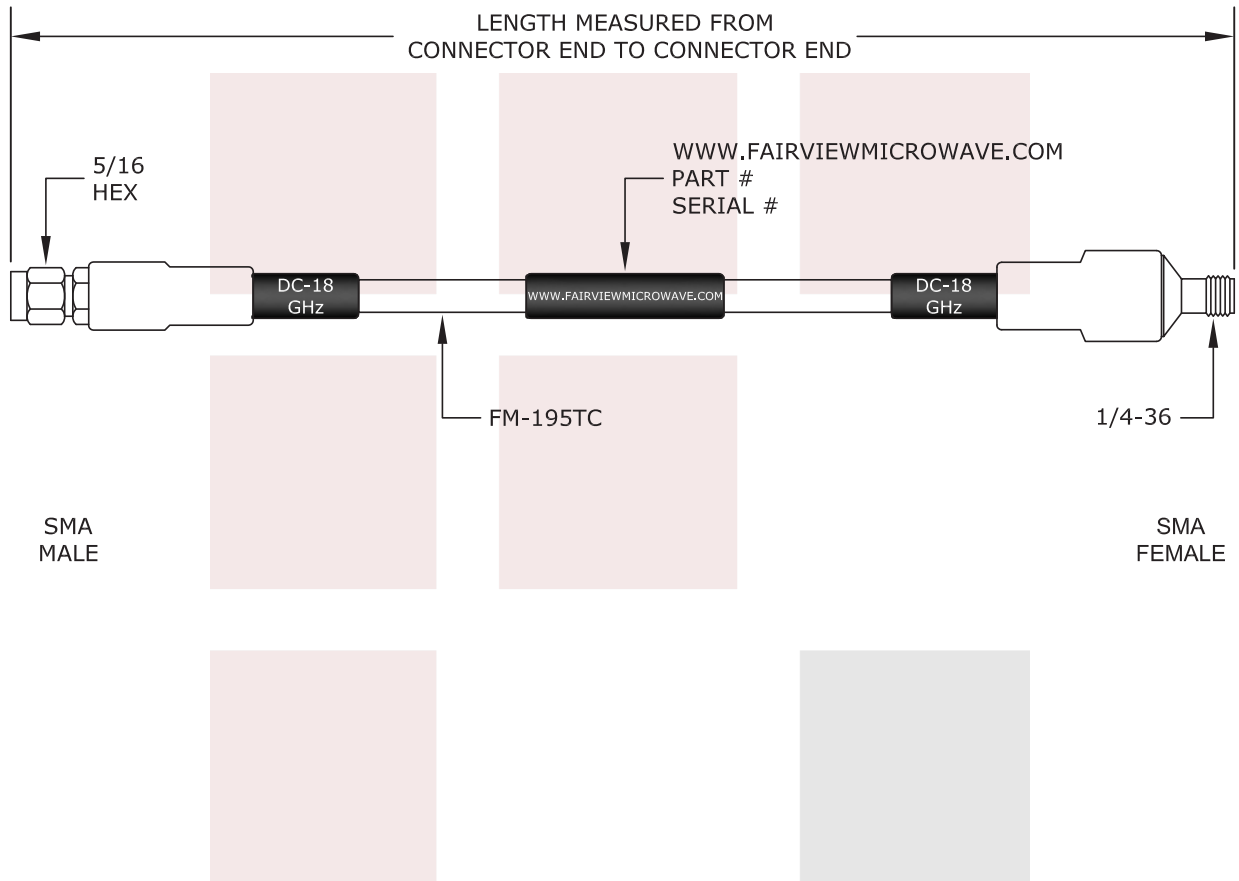 LENGTH MEASURED FROM
CONNECTOR END TO CONNECTOR END
5/16
HEX
WWW.FAIRVIEWMICROWAVE.COM
PART #
SERIAL #
DC-18
GHz
WWW.FAIRVIEWMICROWAVE.COM
DC-18
GHz
FM-195TC
1/4-36
SMA
MALE
SMA
FEMALE